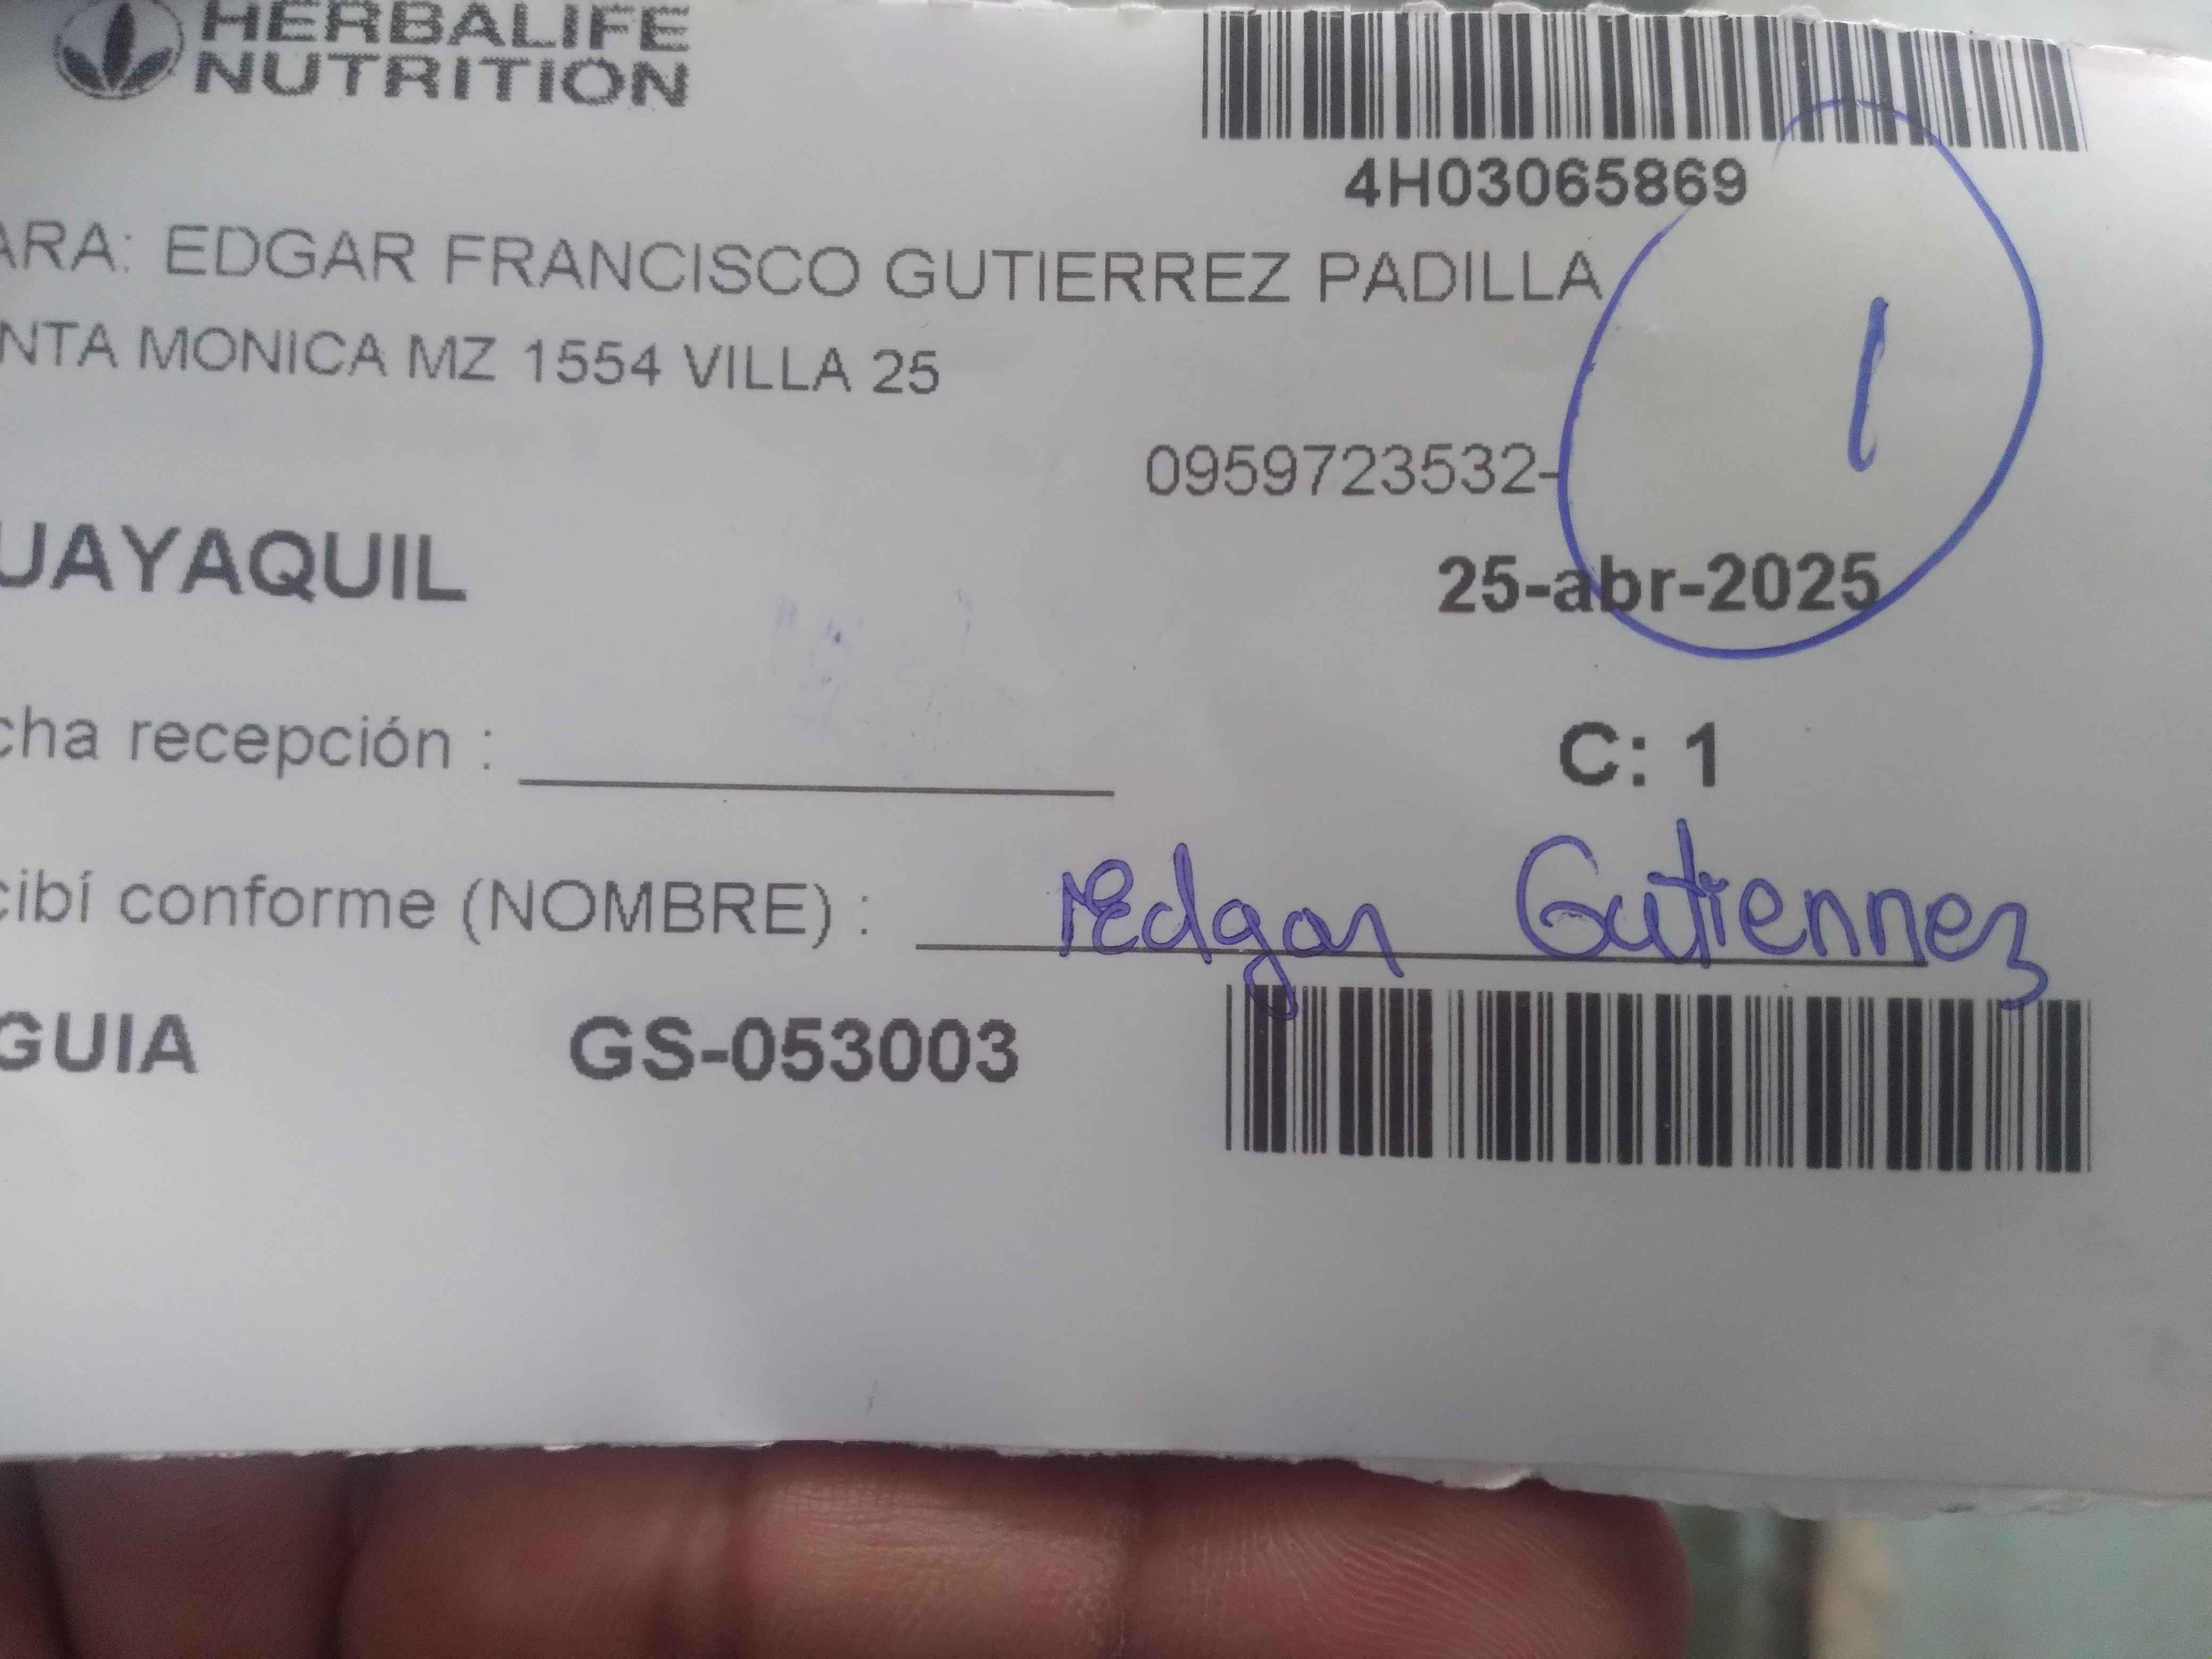 HERBALIFE
NUTRITION
4H03065869
ARA: EDGAR FRANCISCO GUTIERREZ PADILLA
NTA MONICA MZ 1554 VILLA 25
1
0959723532-
UAYAQUIL
25-abr-2025
cha recepción :
C: 1
cibí conforme (NOMBRE) : Edgar Gutierrez
GUIA GS-053003